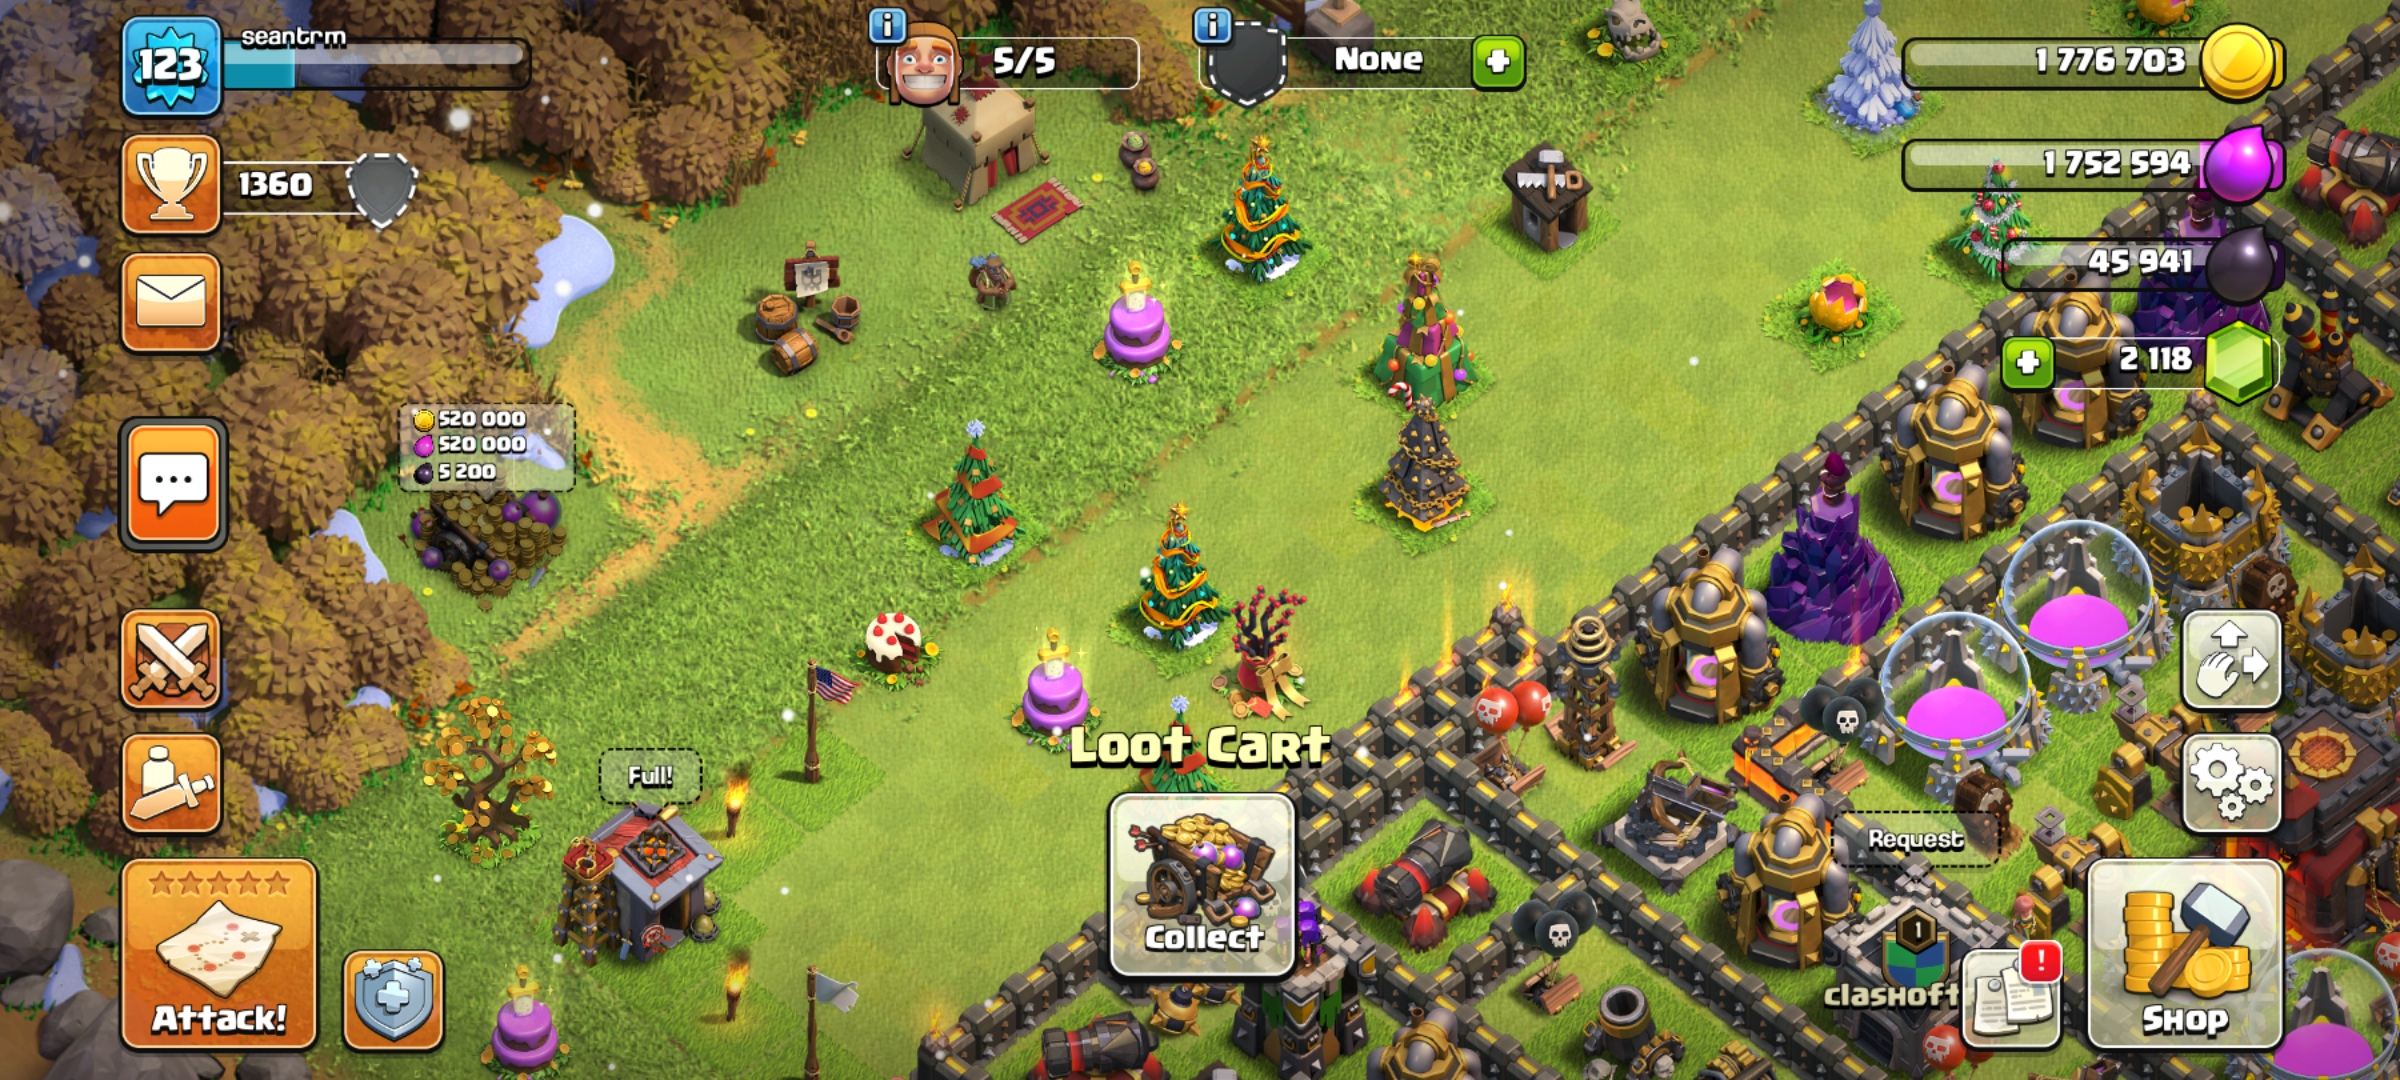 123
seantrm
5/5
None
1 776 703
1360
1 752 594
45 941
2 118
520 000
520 000
5 200
Full!
Loot Cart
Collect
Request
1
clashoft
Attack!
Shop